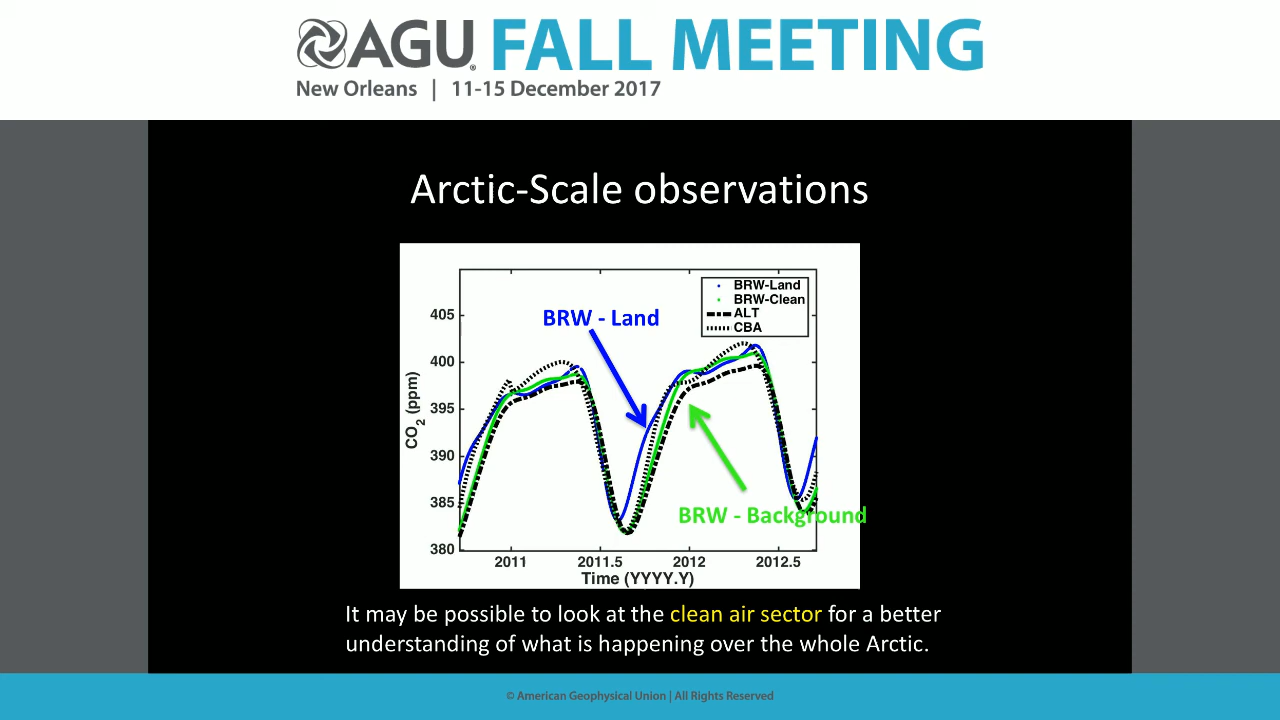 AGU FALL MEETING
New Orleans | 11-15 December 2017
Arctic-Scale observations
BRW-Land
BRW-Clean
ALT
CBA
BRW - Land
BRW - Background
405
400
395
390
385
380
CO2 (ppm)
2011
2011.5
2012
2012.5
Time (YYYY.Y)
It may be possible to look at the clean air sector for a better
understanding of what is happening over the whole Arctic.
© American Geophysical Union | All Rights Reserved